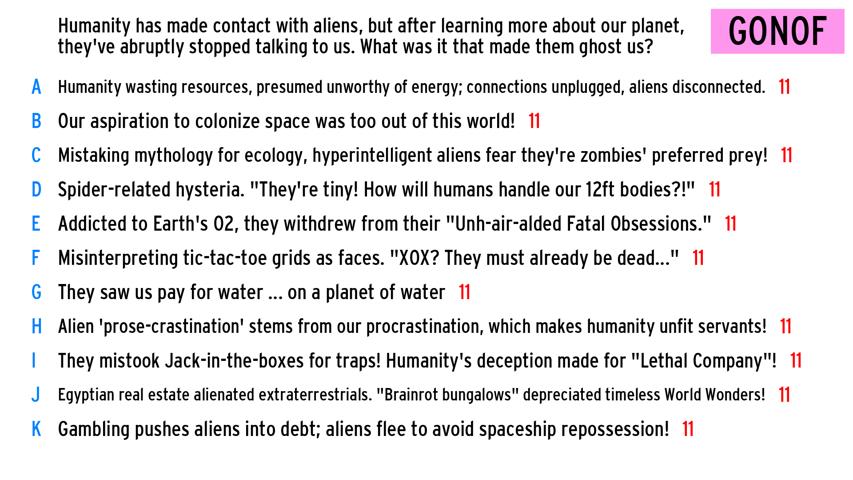 Humanity has made contact with aliens, but after learning more about our planet,
they've abruptly stopped talking to us. What was it that made them ghost us?
GONOF
A Humanity wasting resources, presumed unworthy of energy; connections unplugged, aliens disconnected. 11
B Our aspiration to colonize space was too out of this world! 11
C Mistaking mythology for ecology, hyperintelligent aliens fear they're zombies' preferred prey! 11
D Spider-related hysteria. "They're tiny! How will humans handle our 12ft bodies?!" 11
E Addicted to Earth's O2, they withdrew from their "Unh-air-alded Fatal Obsessions." 11
F Misinterpreting tic-tac-toe grids as faces. "XOX? They must already be dead..." 11
G They saw us pay for water ... on a planet of water 11
H Alien 'prose-crastination' stems from our procrastination, which makes humanity unfit servants! 11
I They mistook Jack-in-the-boxes for traps! Humanity's deception made for "Lethal Company"! 11
J Egyptian real estate alienated extraterrestrials. "Brainrot bungalows" depreciated timeless World Wonders! 11
K Gambling pushes aliens into debt; aliens flee to avoid spaceship repossession! 11